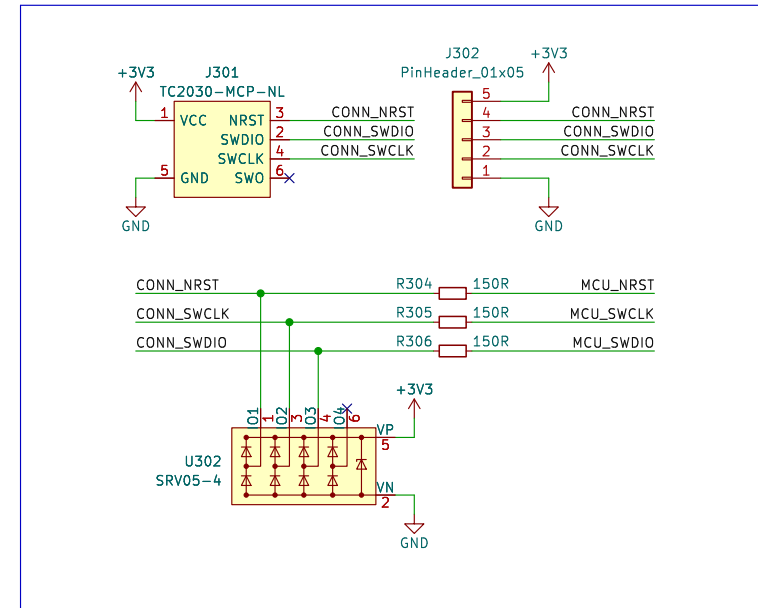 J301
TC2030-MCP-NL
+3V3
1 VCC NRST 3 CONN_NRST
SWDIO 2 CONN_SWDIO
SWCLK 4 CONN_SWCLK
5 GND SWO 6
GND
J302
PinHeader_01x05
+3V3
5
4 CONN_NRST
3 CONN_SWDIO
2 CONN_SWCLK
1
GND
CONN_NRST R304 150R MCU_NRST
CONN_SWCLK R305 150R MCU_SWCLK
CONN_SWDIO R306 150R MCU_SWDIO
+3V3
IO1 1 IO2 3 IO3 4 IO4 6
VP
5
U302
SRV05-4
VN
2
GND